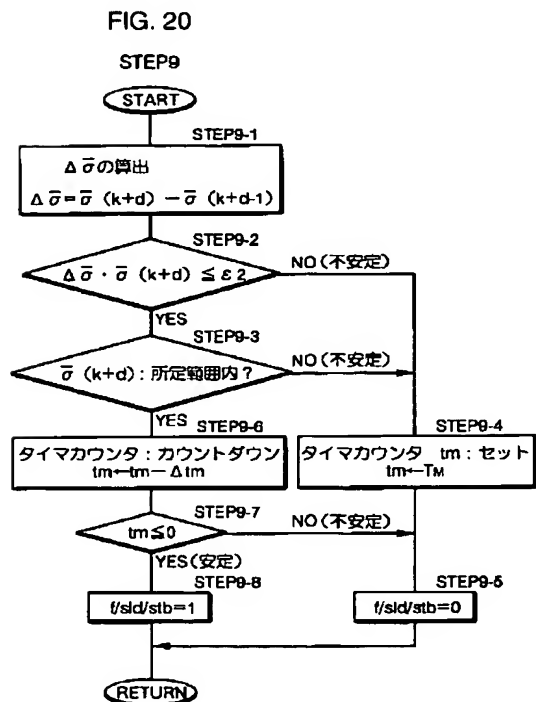 FIG. 20
STEP9
START
STEP9-1
Δσ̅の算出
Δσ̅=σ̅ (k+d) −σ̅ (k+d-1)
STEP9-2
Δσ̅・σ̅ (k+d) ≦ε2
NO(不安定)
YES
STEP9-3
σ̅ (k+d):所定範囲内?
NO(不安定)
YES
STEP9-6
タイマカウンタ:カウントダウン
tm←tm−Δtm
STEP9-4
タイマカウンタ tm:セット
tm←TM
STEP9-7
tm≦0
NO(不安定)
YES(安定)
STEP9-8
f/sld/stb=1
STEP9-5
f/sld/stb=0
RETURN